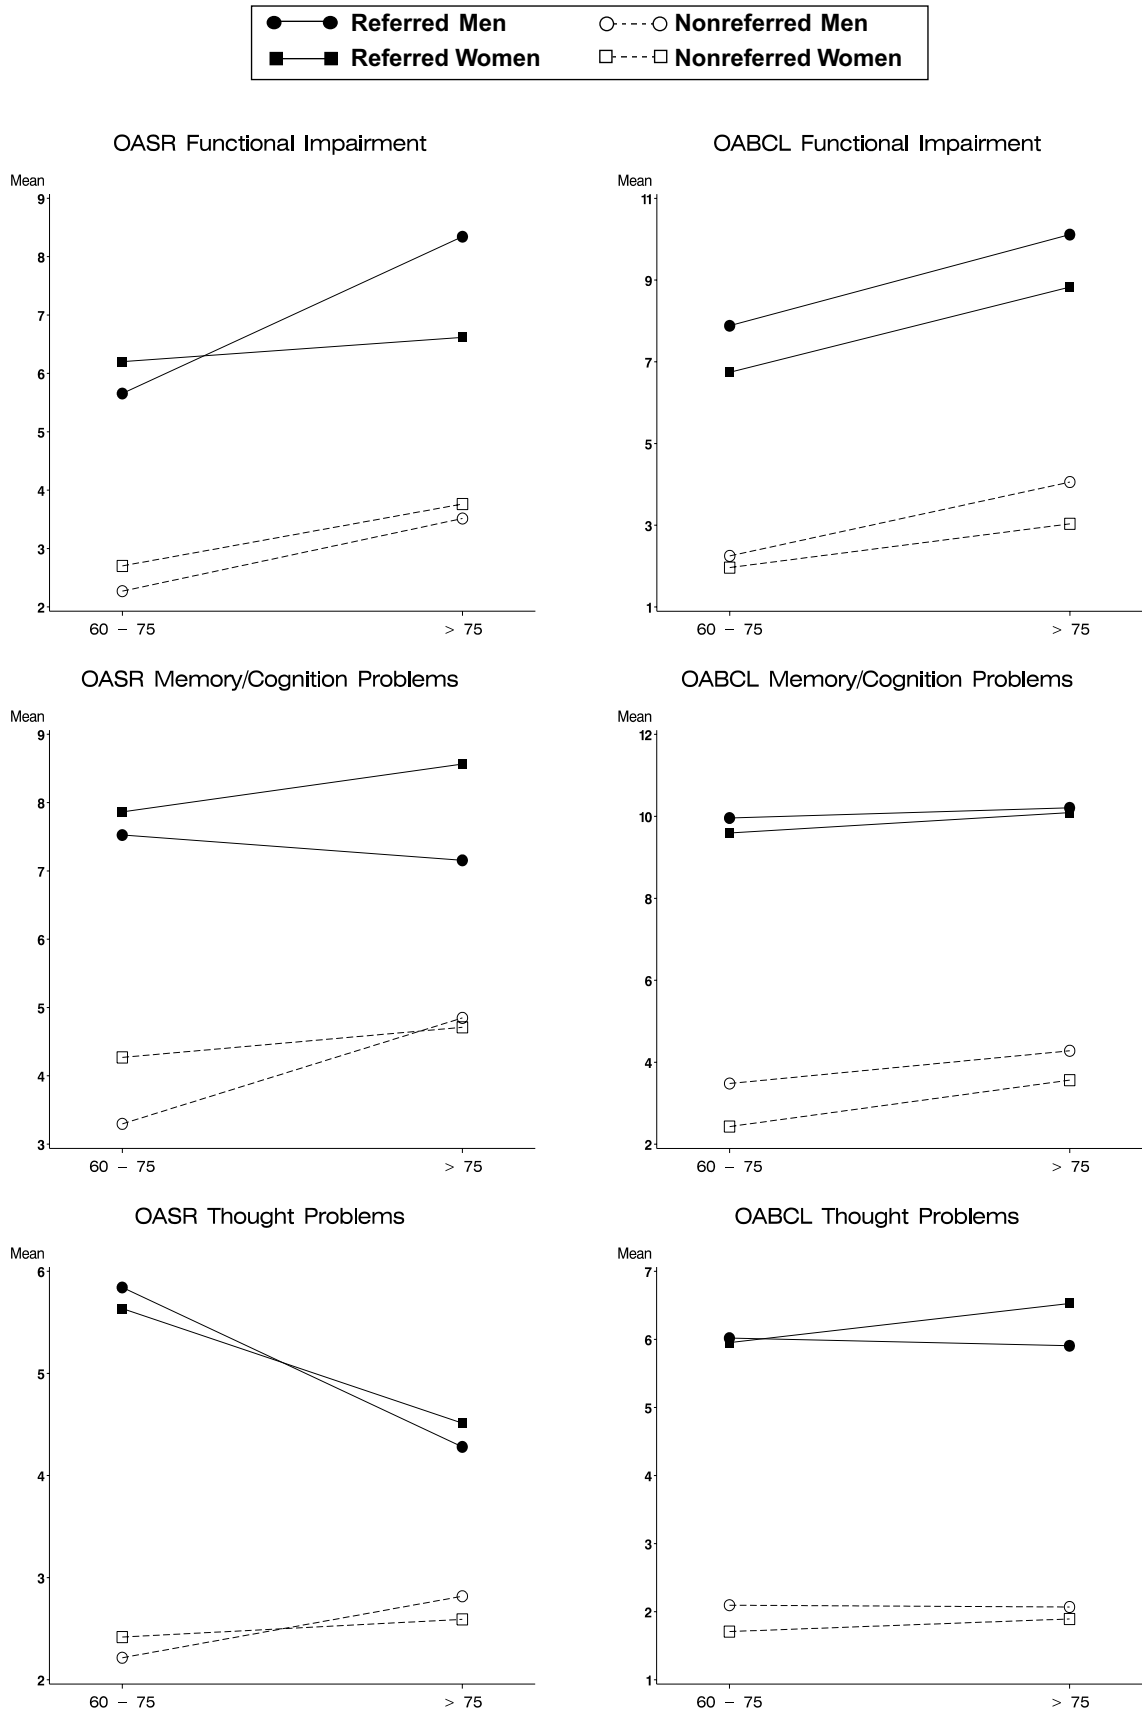 Referred Men Nonreferred Men
Referred Women Nonreferred Women
OASR Functional Impairment
Mean
9
8
7
6
5
4
3
2
60 – 75 > 75
OABCL Functional Impairment
Mean
11
9
7
5
3
1
60 – 75 > 75
OASR Memory/Cognition Problems
Mean
9
8
7
6
5
4
3
60 – 75 > 75
OABCL Memory/Cognition Problems
Mean
12
10
8
6
4
2
60 – 75 > 75
OASR Thought Problems
Mean
6
5
4
3
2
60 – 75 > 75
OABCL Thought Problems
Mean
7
6
5
4
3
2
1
60 – 75 > 75